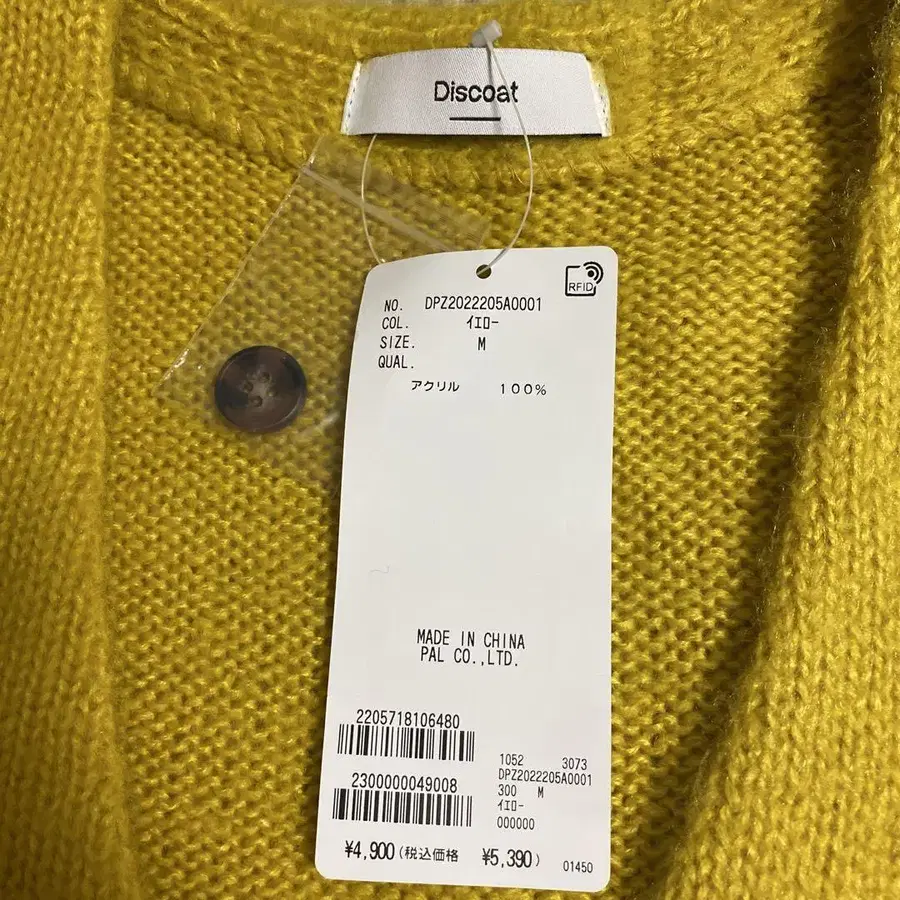 Discoat
RFID
NO. DPZ2022205A0001
COL. ｲｴﾛｰ
SIZE. M
QUAL.
アクリル 100%
MADE IN CHINA
PAL CO.,LTD.
2205718106480
2300000049008
1052 3073
DPZ2022205A0001
300 M
ｲｴﾛｰ
000000
¥4,900(税込価格 ¥5,390)
01450